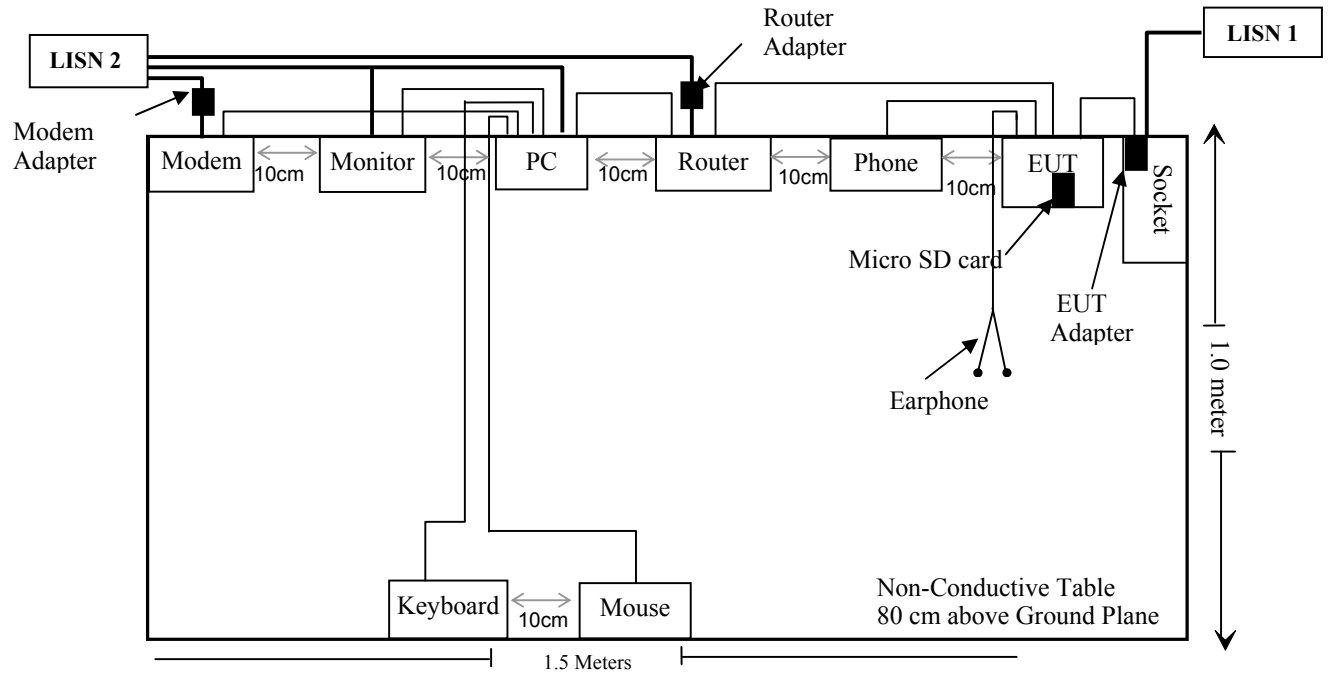 Router
Adapter
LISN 2
LISN 1
Modem
Adapter
Modem
10cm
Monitor
10cm
PC
10cm
Router
10cm
Phone
10cm
EUT
Socket
Micro SD card
EUT
Adapter
Earphone
1.0 meter
Keyboard
10cm
Mouse
Non-Conductive Table
80 cm above Ground Plane
1.5 Meters